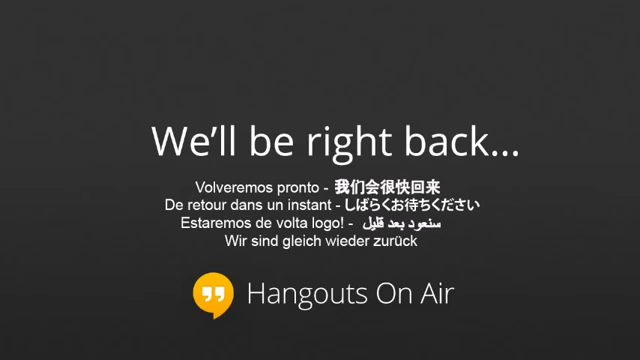 We'll be right back...
Volveremos pronto - 我们会很快回来
De retour dans un instant - しばらくお待ちください
Estaremos de volta logo! - سنعود بعد قليل
Wir sind gleich wieder zurück
Hangouts On Air